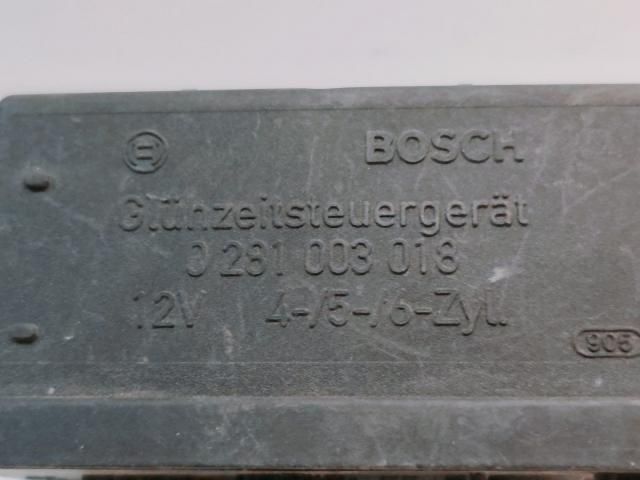 BOSCH
Glühzeitsteuergerät
0 281 003 018
12V 4-/5-/6-Zyl.
905